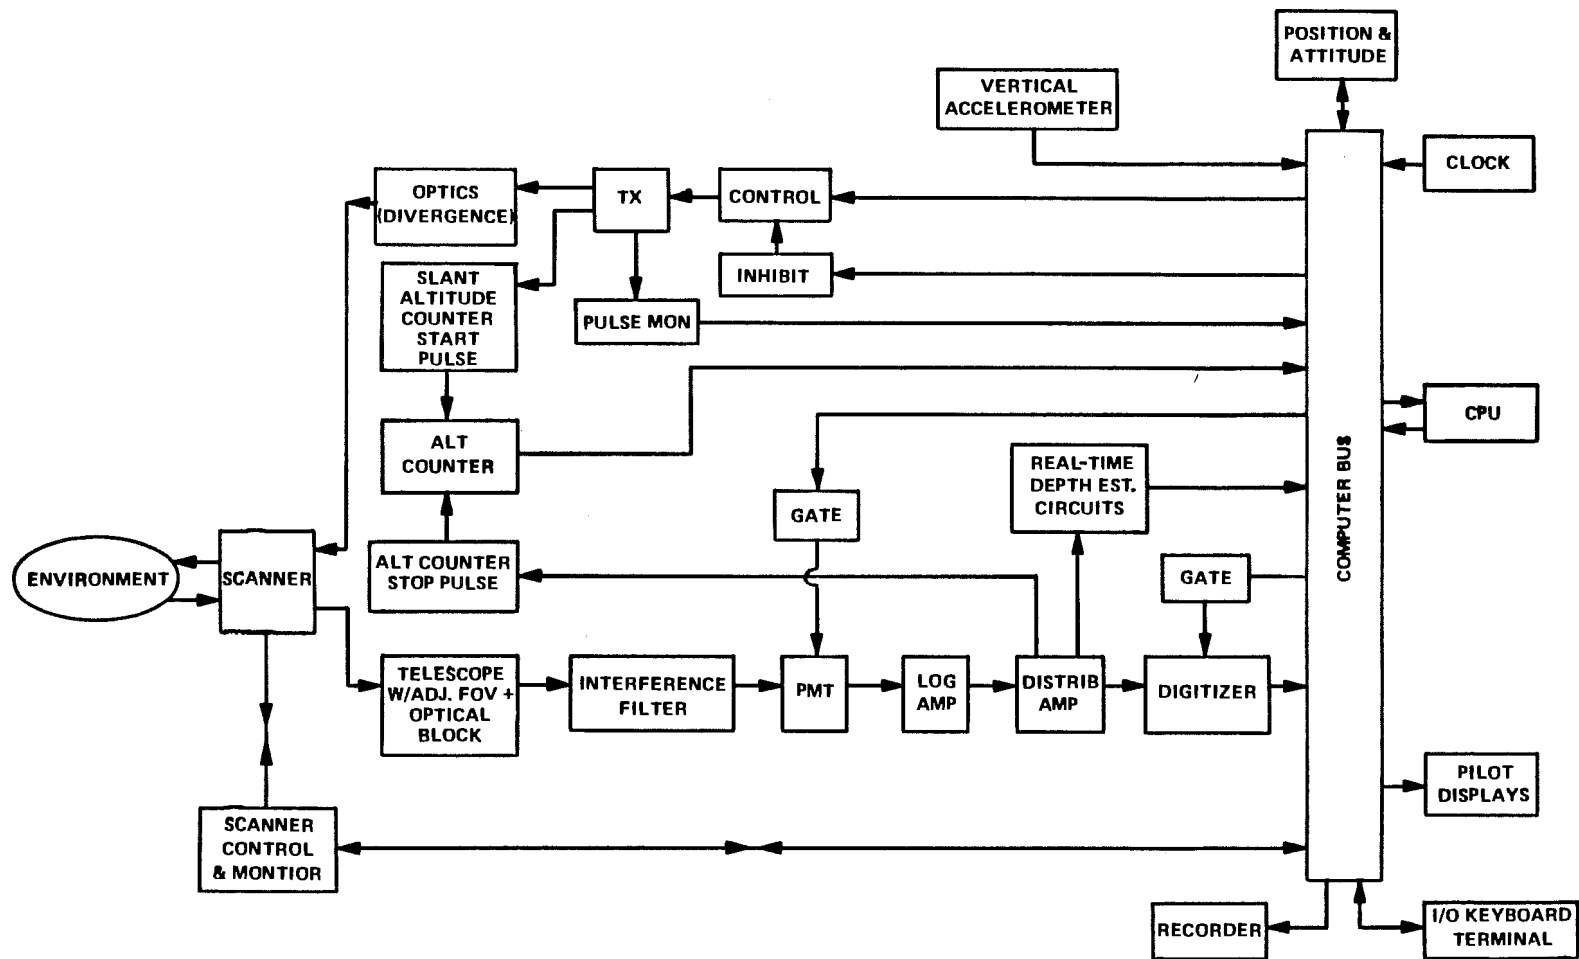 POSITION &
ATTITUDE
VERTICAL
ACCELEROMETER
CLOCK
OPTICS
(DIVERGENCE)
TX
CONTROL
INHIBIT
SLANT
ALTITUDE
COUNTER
START
PULSE
PULSE MON
ALT
COUNTER
CPU
REAL-TIME
DEPTH EST.
CIRCUITS
GATE
COMPUTER BUS
ENVIRONMENT
SCANNER
ALT COUNTER
STOP PULSE
GATE
TELESCOPE
W/ADJ. FOV +
OPTICAL
BLOCK
INTERFERENCE
FILTER
PMT
LOG
AMP
DISTRIB
AMP
DIGITIZER
PILOT
DISPLAYS
SCANNER
CONTROL
& MONTIOR
RECORDER
I/O KEYBOARD
TERMINAL